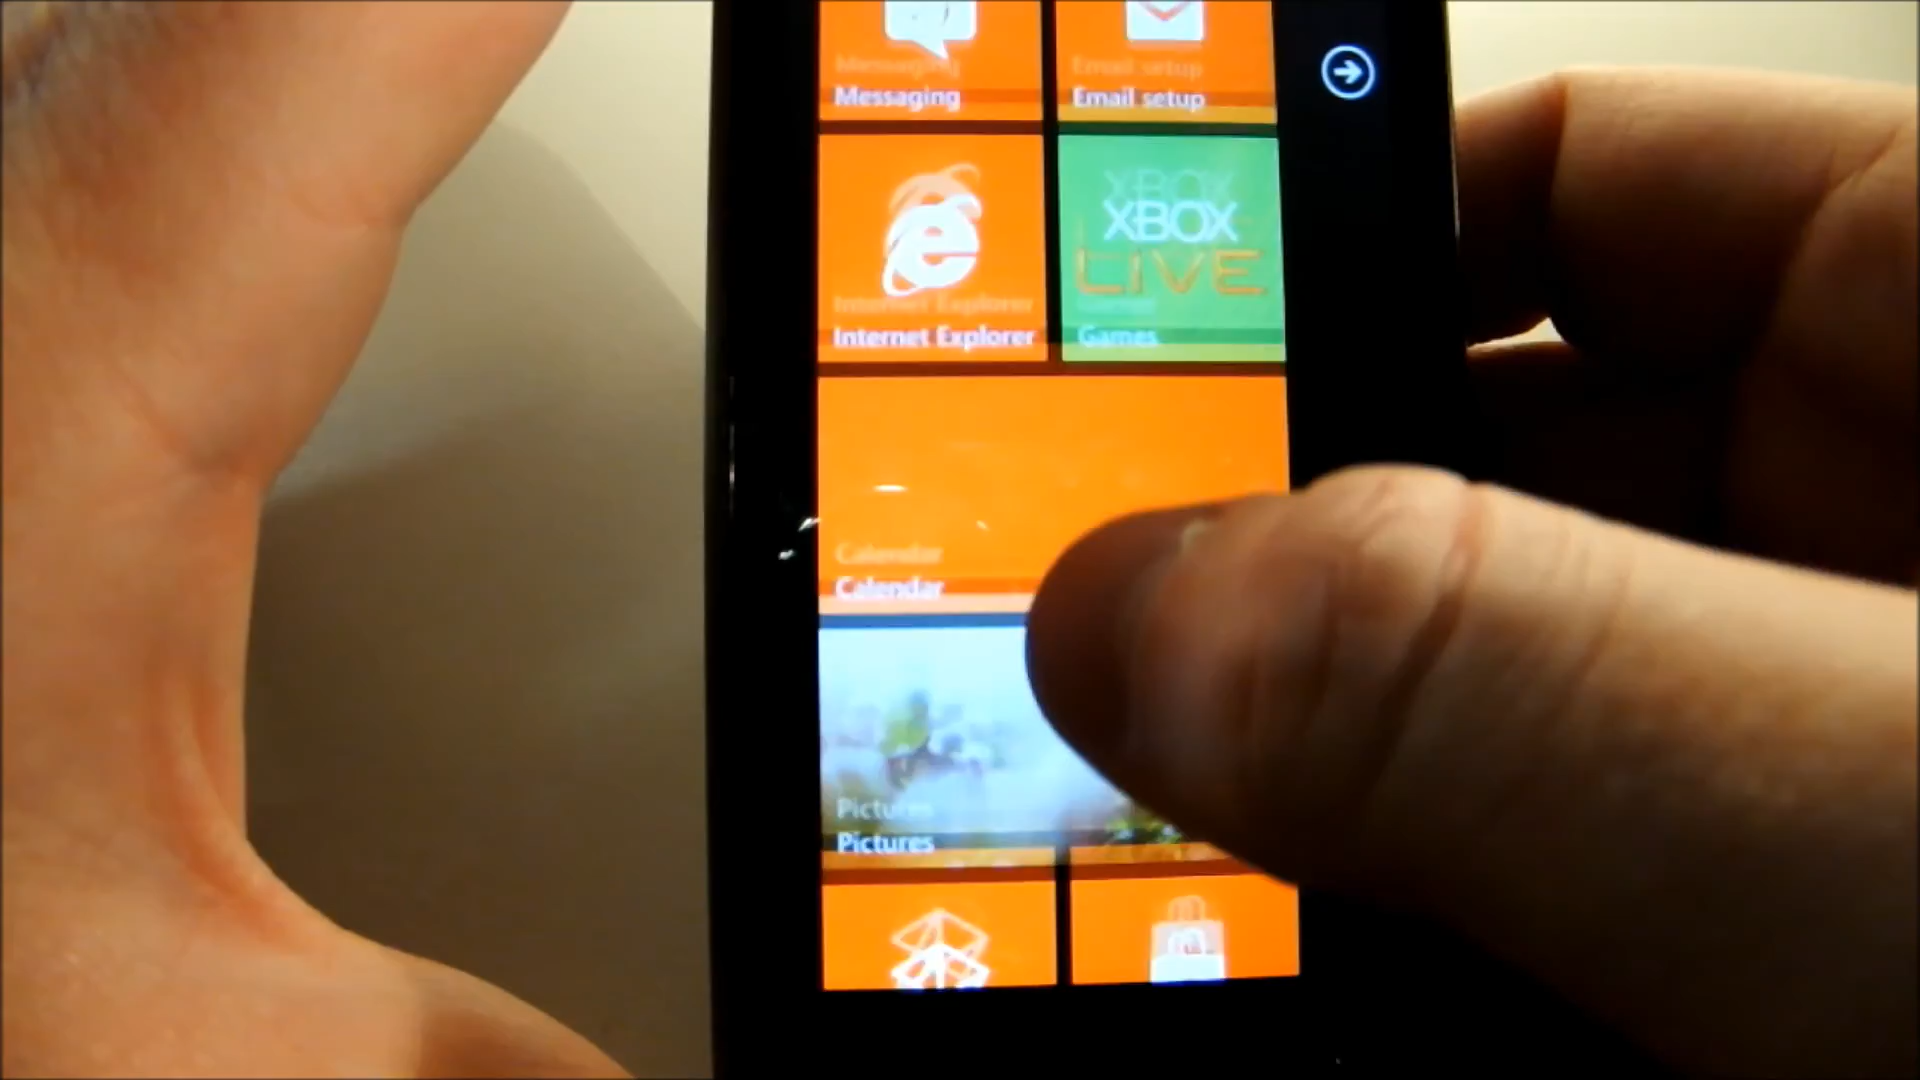 Messaging
Email setup
XBOX
LIVE
Internet Explorer
Games
Calendar
Pictures